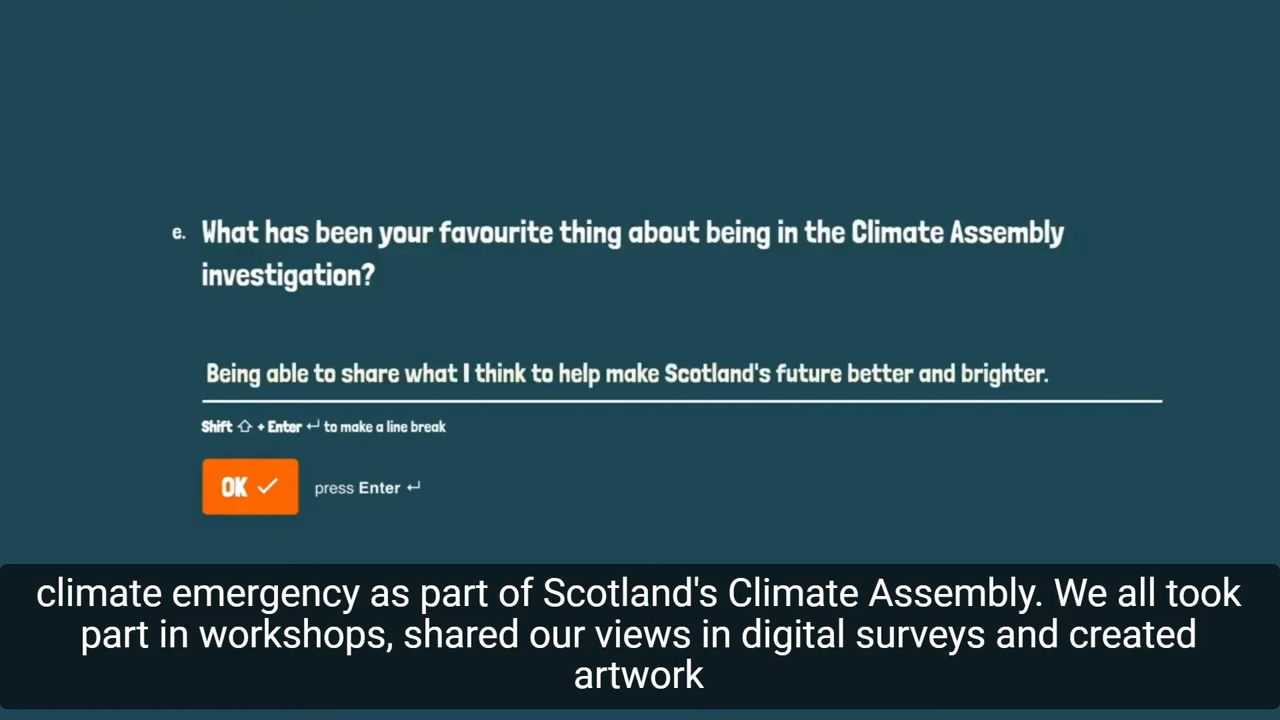 e. What has been your favourite thing about being in the Climate Assembly
investigation?
Being able to share what I think to help make Scotland's future better and brighter.
Shift ⇧ + Enter ↵ to make a line break
OK ✓ press Enter ↵
climate emergency as part of Scotland's Climate Assembly. We all took
part in workshops, shared our views in digital surveys and created
artwork